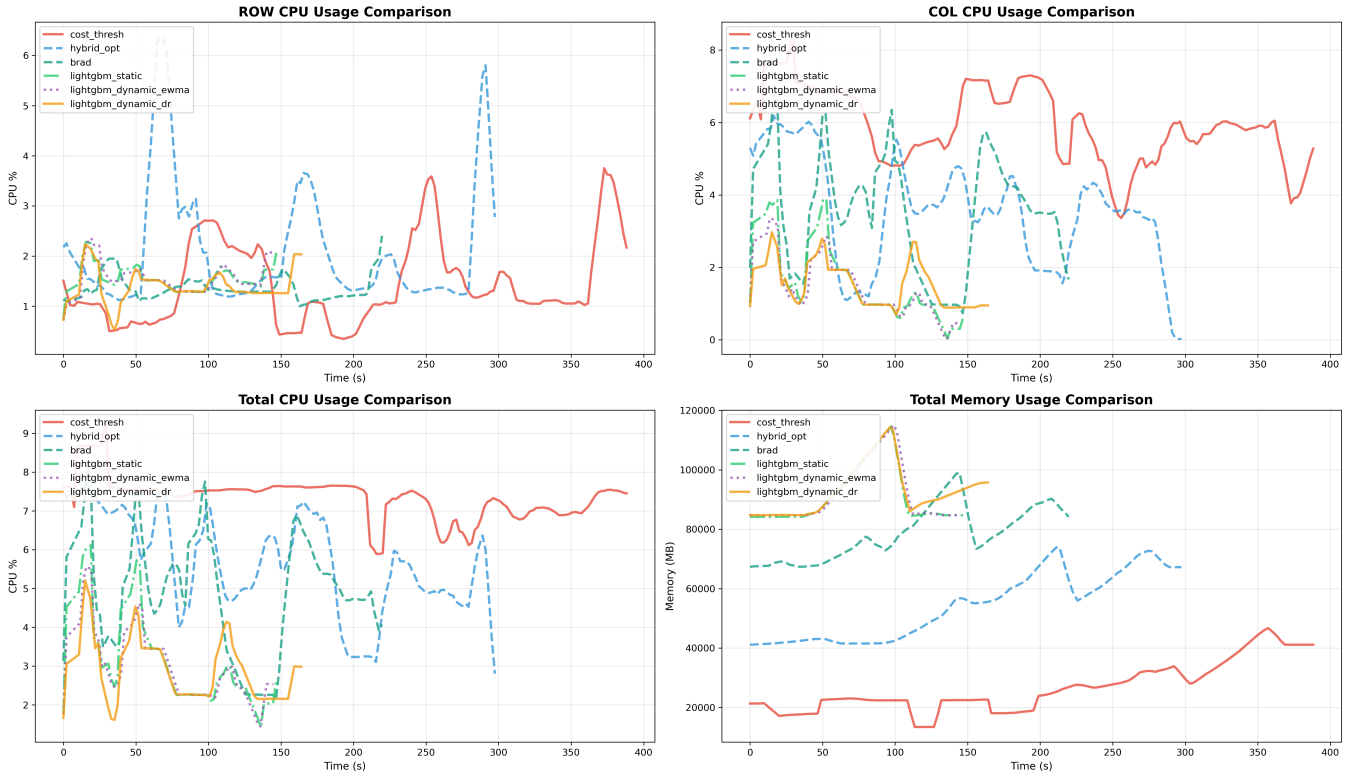 ROW CPU Usage Comparison
CPU %
6
5
4
3
2
1
cost_thresh
hybrid_opt
brad
lightgbm_static
lightgbm_dynamic_ewma
lightgbm_dynamic_dr
0 50 100 150 200 250 300 350 400
Time (s)
COL CPU Usage Comparison
CPU %
8
6
4
2
0
cost_thresh
hybrid_opt
brad
lightgbm_static
lightgbm_dynamic_ewma
lightgbm_dynamic_dr
0 50 100 150 200 250 300 350 400
Time (s)
Total CPU Usage Comparison
CPU %
9
8
7
6
5
4
3
2
cost_thresh
hybrid_opt
brad
lightgbm_static
lightgbm_dynamic_ewma
lightgbm_dynamic_dr
0 50 100 150 200 250 300 350 400
Time (s)
Total Memory Usage Comparison
Memory (MB)
120000
100000
80000
60000
40000
20000
cost_thresh
hybrid_opt
brad
lightgbm_static
lightgbm_dynamic_ewma
lightgbm_dynamic_dr
0 50 100 150 200 250 300 350 400
Time (s)